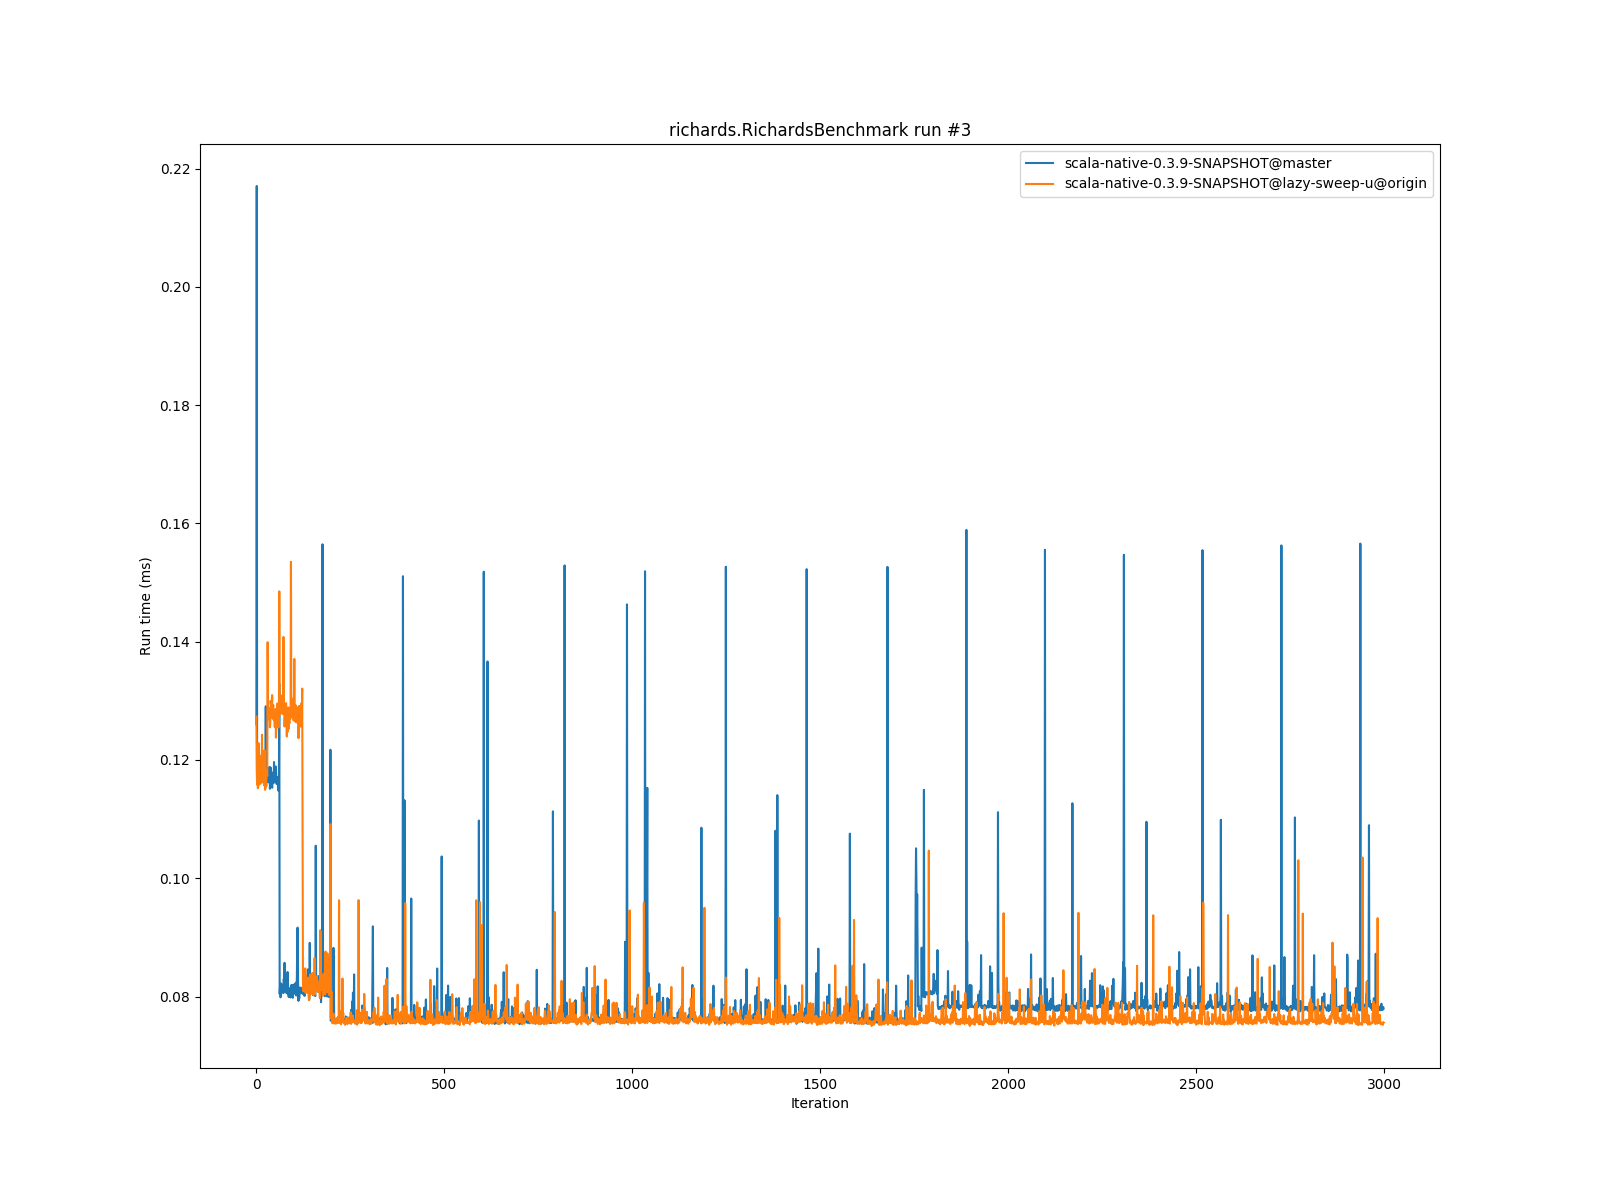 richards.RichardsBenchmark run #3
scala-native-0.3.9-SNAPSHOT@master
scala-native-0.3.9-SNAPSHOT@lazy-sweep-u@origin
0.22
0.20
0.18
0.16
0.14
0.12
0.10
0.08
Run time (ms)
0 500 1000 1500 2000 2500 3000
Iteration